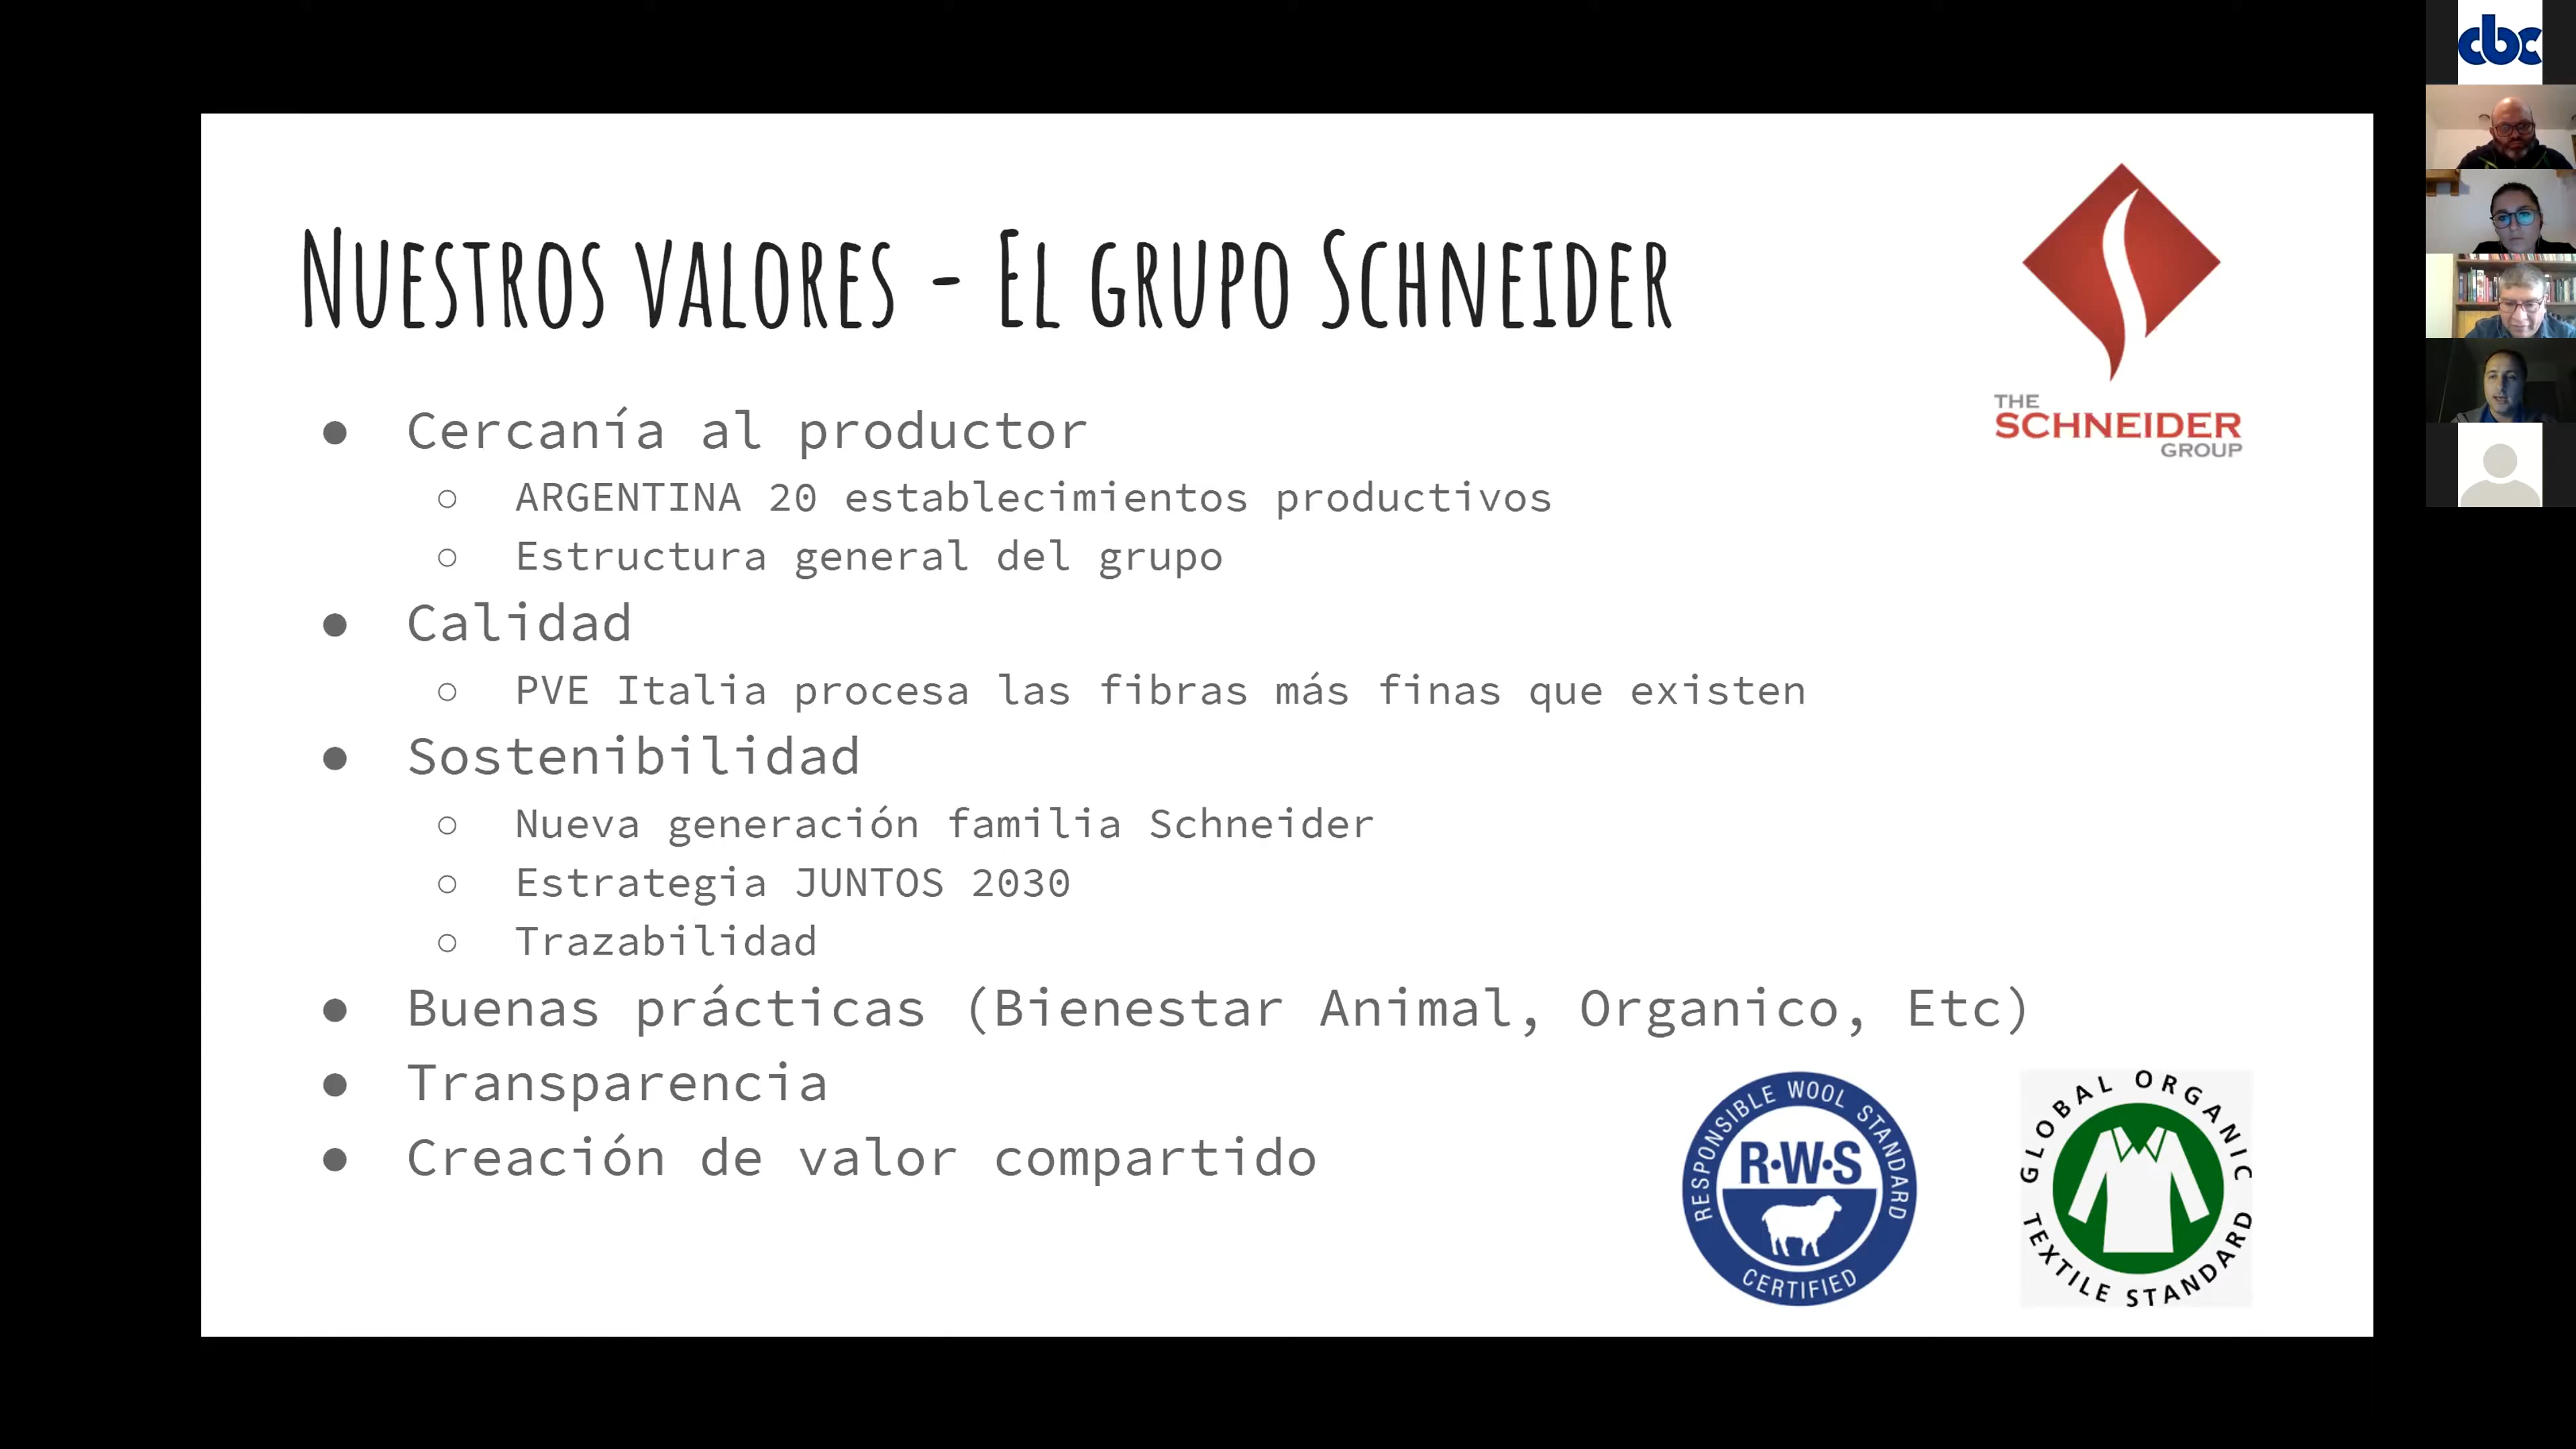 cbc
NUESTROS VALORES - EL GRUPO SCHNEIDER
THE
SCHNEIDER
GROUP
● Cercanía al productor
○ ARGENTINA 20 establecimientos productivos
○ Estructura general del grupo
● Calidad
○ PVE Italia procesa las fibras más finas que existen
● Sostenibilidad
○ Nueva generación familia Schneider
○ Estrategia JUNTOS 2030
○ Trazabilidad
● Buenas prácticas (Bienestar Animal, Organico, Etc)
● Transparencia
● Creación de valor compartido
RESPONSIBLE WOOL STANDARD
R·W·S
CERTIFIED
GLOBAL ORGANIC
TEXTILE STANDARD